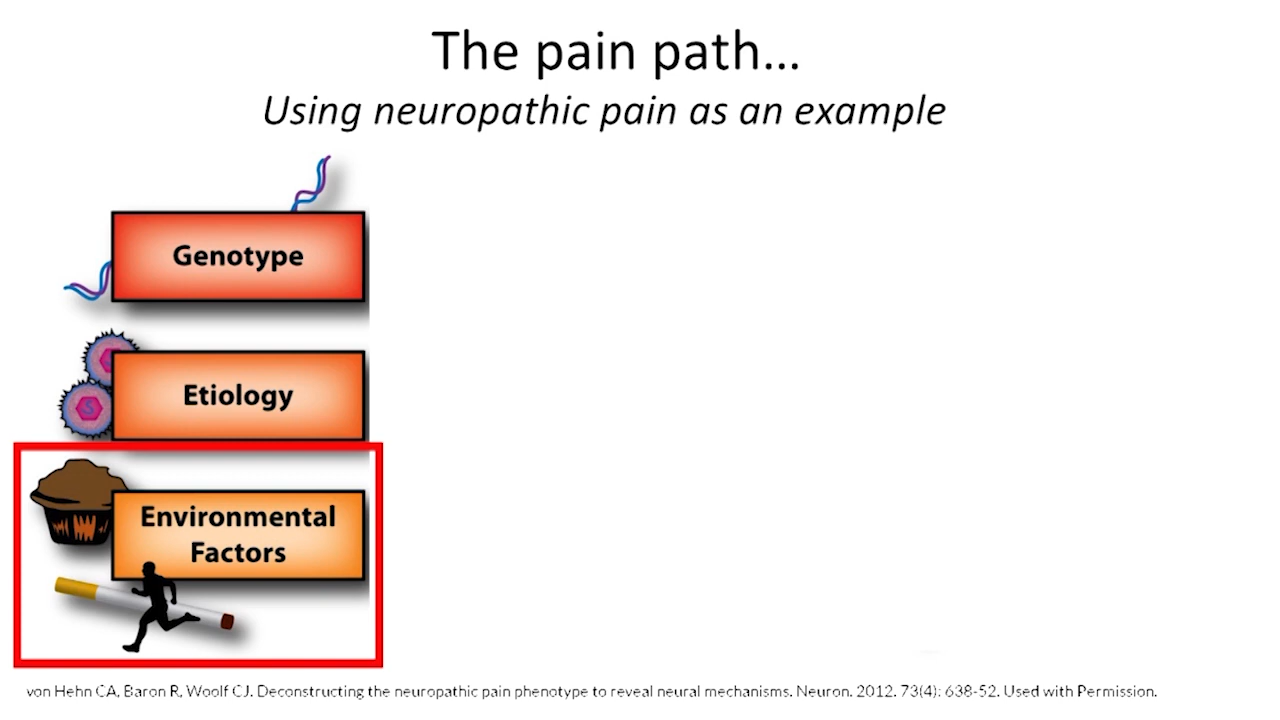 The pain path...
Using neuropathic pain as an example
Genotype
Etiology
Environmental
Factors
von Hehn CA, Baron R, Woolf CJ. Deconstructing the neuropathic pain phenotype to reveal neural mechanisms. Neuron. 2012. 73(4): 638-52. Used with Permission.